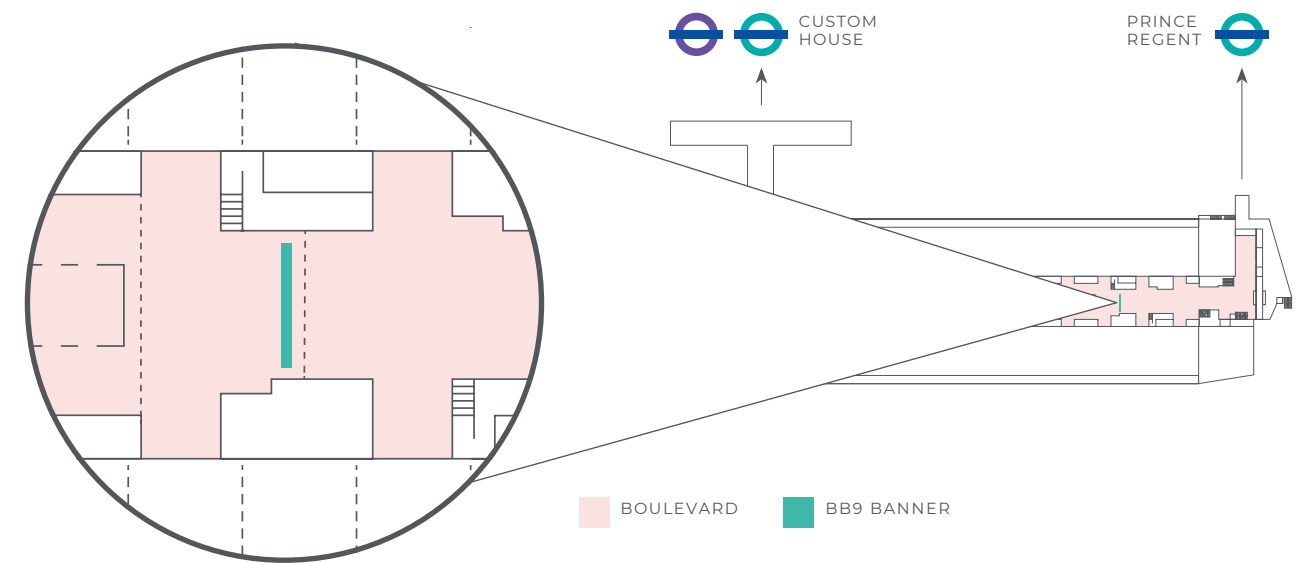 CUSTOM
HOUSE
PRINCE
REGENT
BOULEVARD
BB9 BANNER